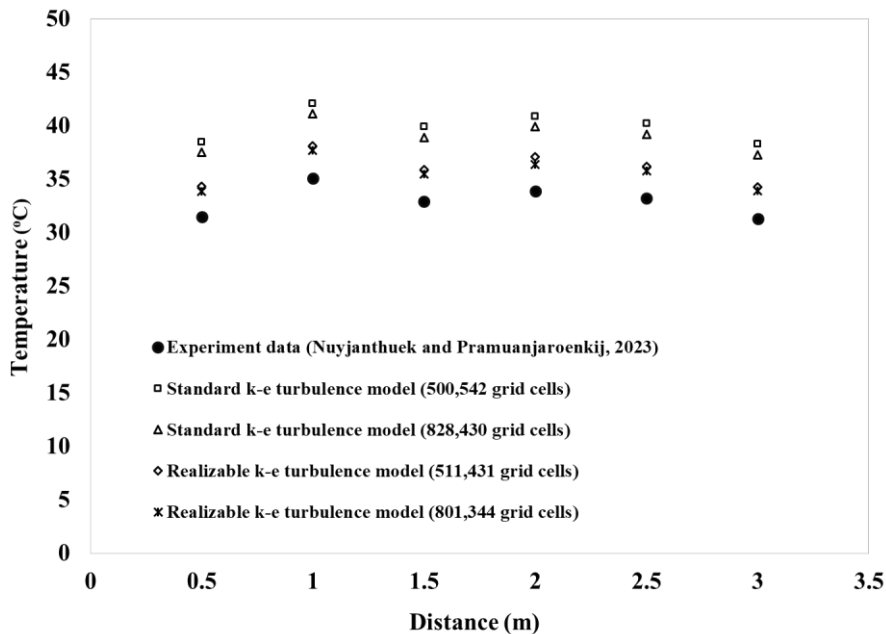 50
45
40
35
30
25
20
15
10
5
0
Temperature (°C)
Experiment data (Nuyjanthuek and Pramuanjaroenkij, 2023)
Standard k-e turbulence model (500,542 grid cells)
Standard k-e turbulence model (828,430 grid cells)
Realizable k-e turbulence model (511,431 grid cells)
Realizable k-e turbulence model (801,344 grid cells)
0 0.5 1 1.5 2 2.5 3 3.5
Distance (m)